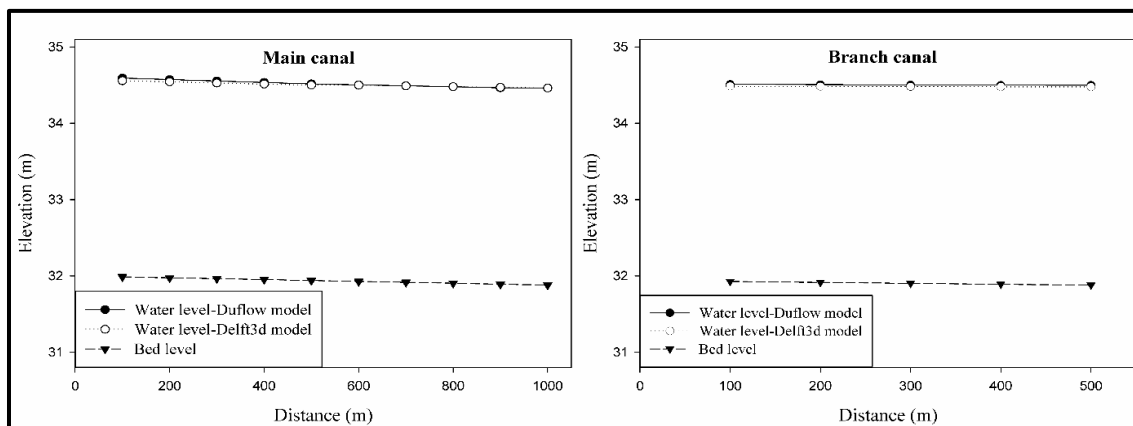 Main canal
35
34
33
32
31
Elevation (m)
Water level-Duflow model
Water level-Delft3d model
Bed level
0
200
400
600
800
1000
Distance (m)
Branch canal
35
34
33
32
31
Elevation (m)
Water level-Duflow model
Water level-Delft3d model
Bed level
0
100
200
300
400
500
Distance (m)